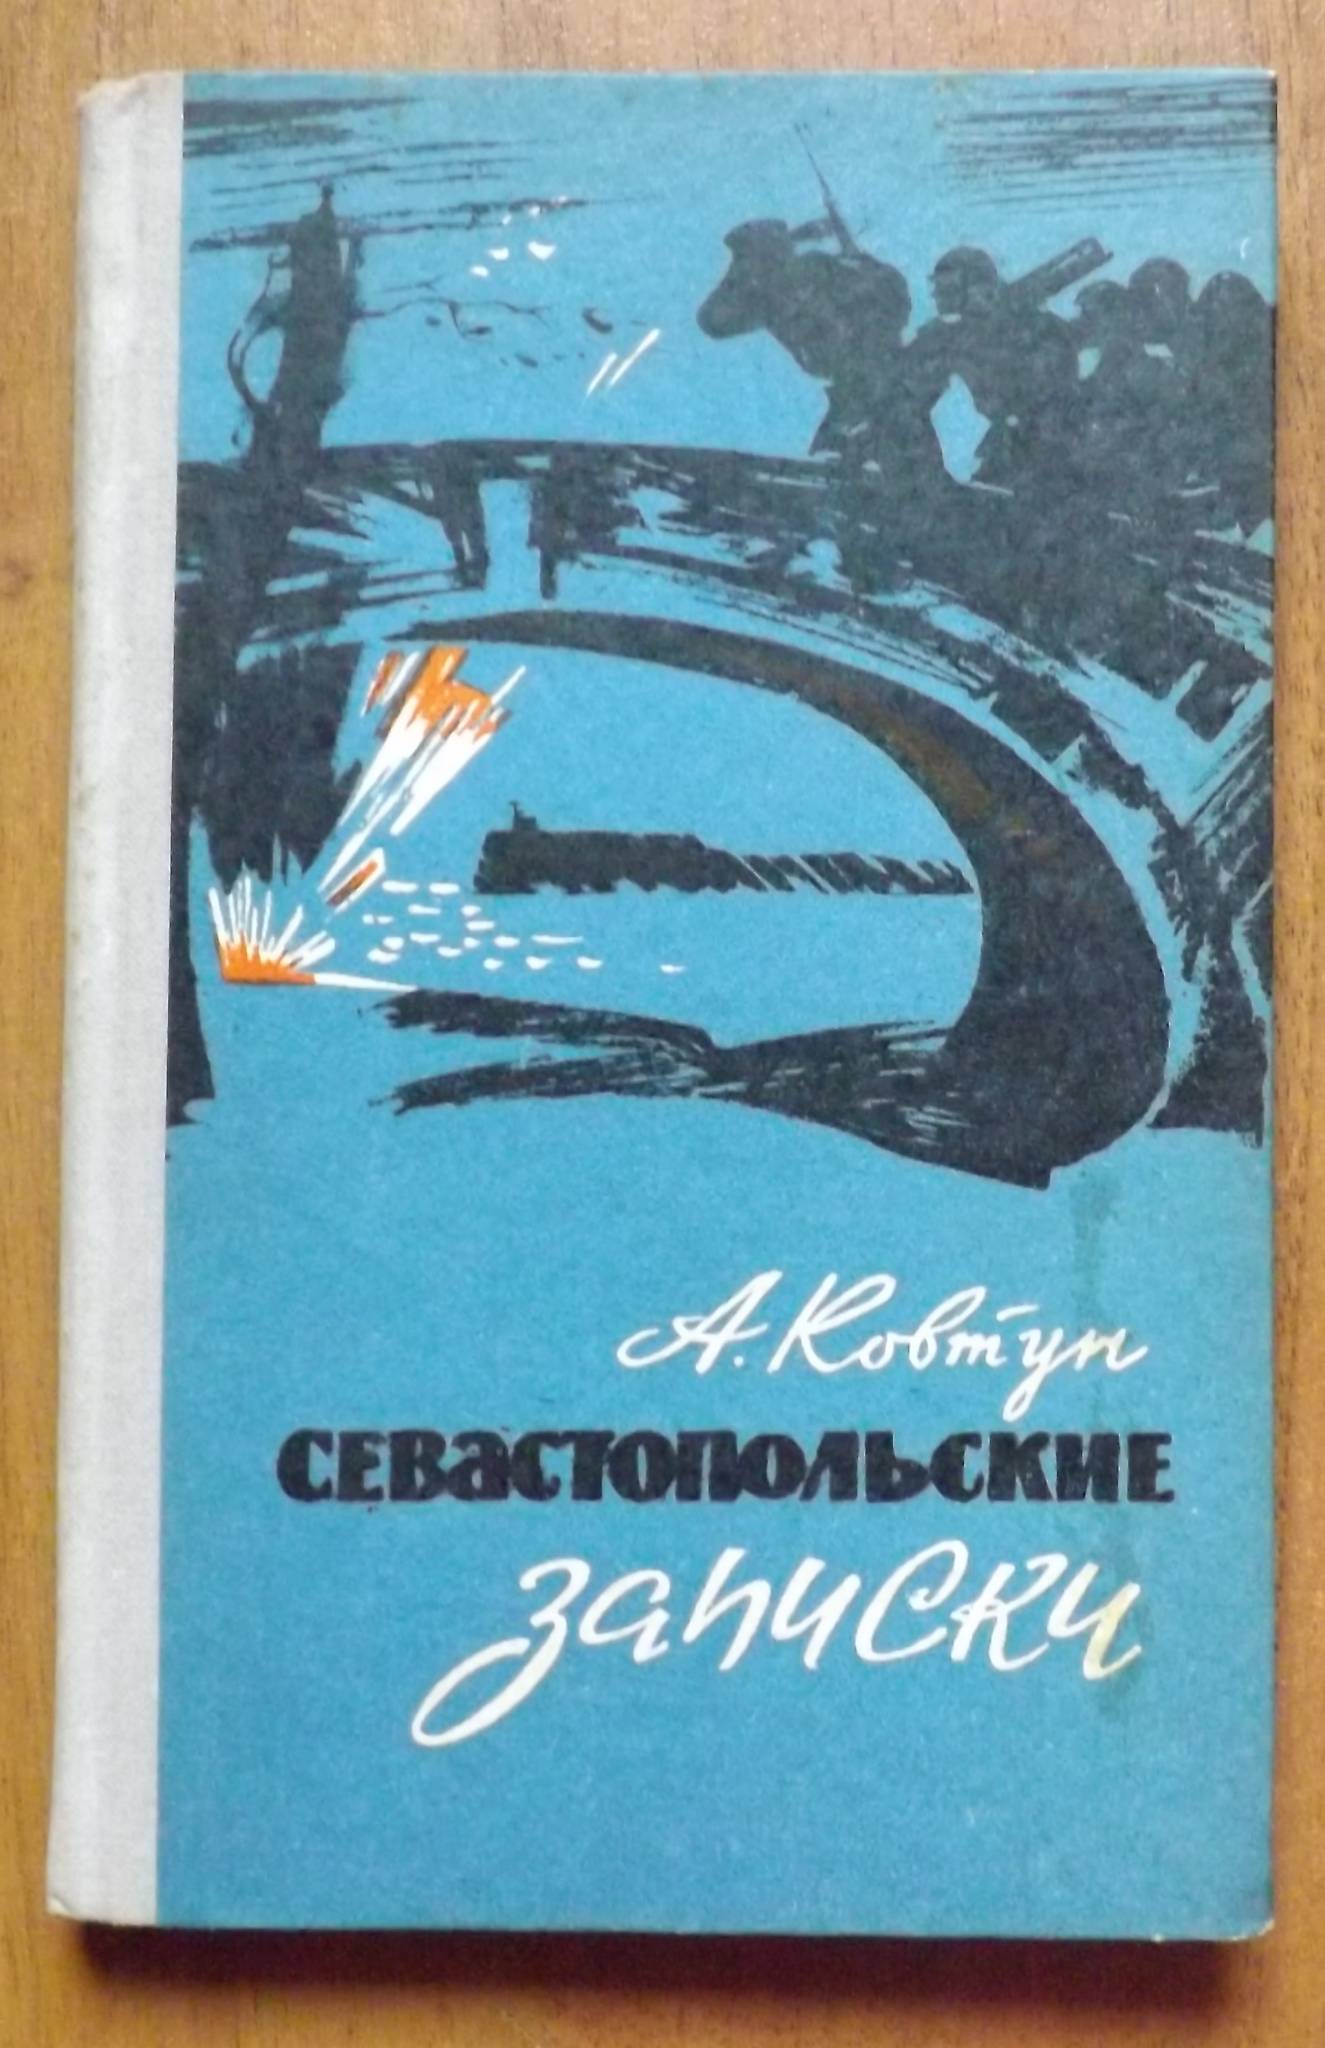 А. Ковтун
СЕВАСТОПОЛЬСКИЕ
записки